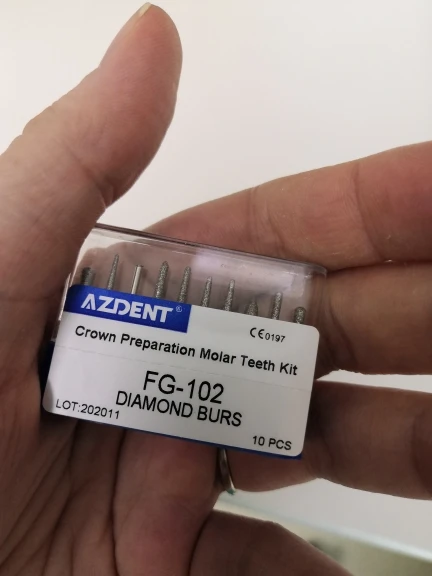 AZDENT®
CE0197
Crown Preparation Molar Teeth Kit
FG-102
DIAMOND BURS
LOT:202011
10 PCS